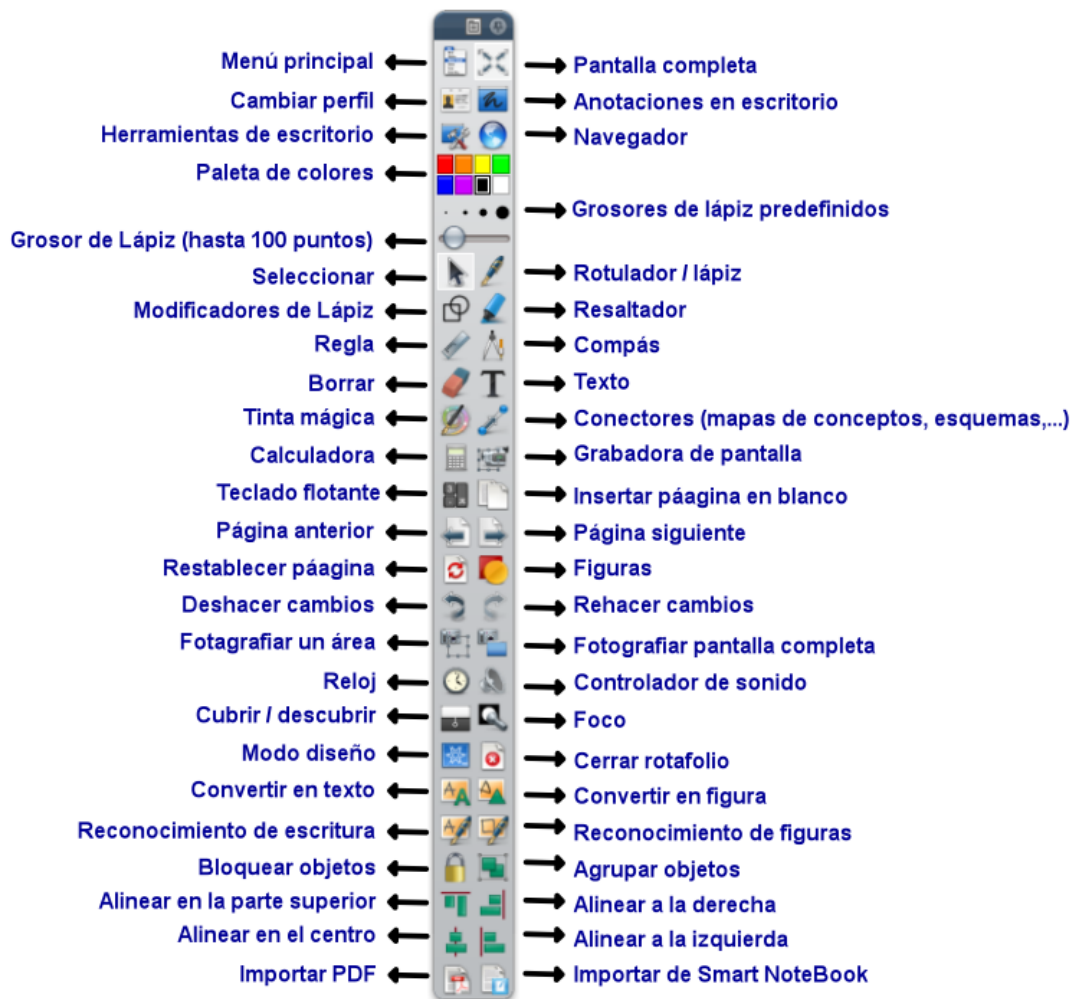 Menú principal
Pantalla completa
Cambiar perfil
Anotaciones en escritorio
Herramientas de escritorio
Navegador
Paleta de colores
Grosores de lápiz predefinidos
Grosor de Lápiz (hasta 100 puntos)
Seleccionar
Rotulador / lápiz
Modificadores de Lápiz
Resaltador
Regla
Compás
Borrar
Texto
Tinta mágica
Conectores (mapas de conceptos, esquemas,...)
Calculadora
Grabadora de pantalla
Teclado flotante
Insertar páagina en blanco
Página anterior
Página siguiente
Restablecer páagina
Figuras
Deshacer cambios
Rehacer cambios
Fotagrafiar un área
Fotografiar pantalla completa
Reloj
Controlador de sonido
Cubrir / descubrir
Foco
Modo diseño
Cerrar rotafolio
Convertir en texto
Convertir en figura
Reconocimiento de escritura
Reconocimiento de figuras
Bloquear objetos
Agrupar objetos
Alinear en la parte superior
Alinear a la derecha
Alinear en el centro
Alinear a la izquierda
Importar PDF
Importar de Smart NoteBook